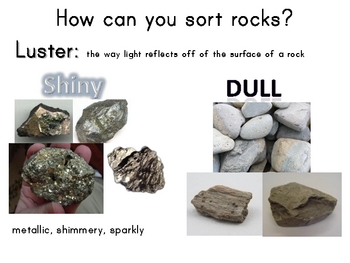 How can you sort rocks?
Luster: the way light reflects off of the surface of a rock
Shiny
DULL
metallic, shimmery, sparkly